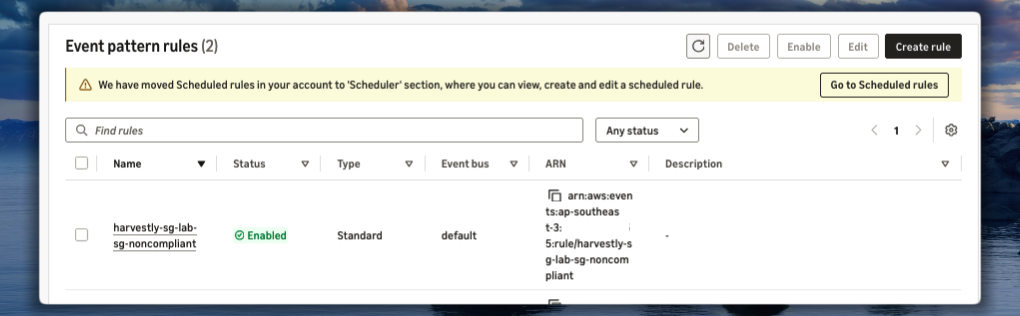 Event pattern rules (2)
Delete
Enable
Edit
Create rule
We have moved Scheduled rules in your account to 'Scheduler' section, where you can view, create and edit a scheduled rule.
Go to Scheduled rules
Find rules
Any status
1
Name
Status
Type
Event bus
ARN
Description
harvestly-sg-lab-
sg-noncompliant
Enabled
Standard
default
arn:aws:even
ts:ap-southeas
t-3:
5:rule/harvestly-s
g-lab-sg-noncom
pliant
-